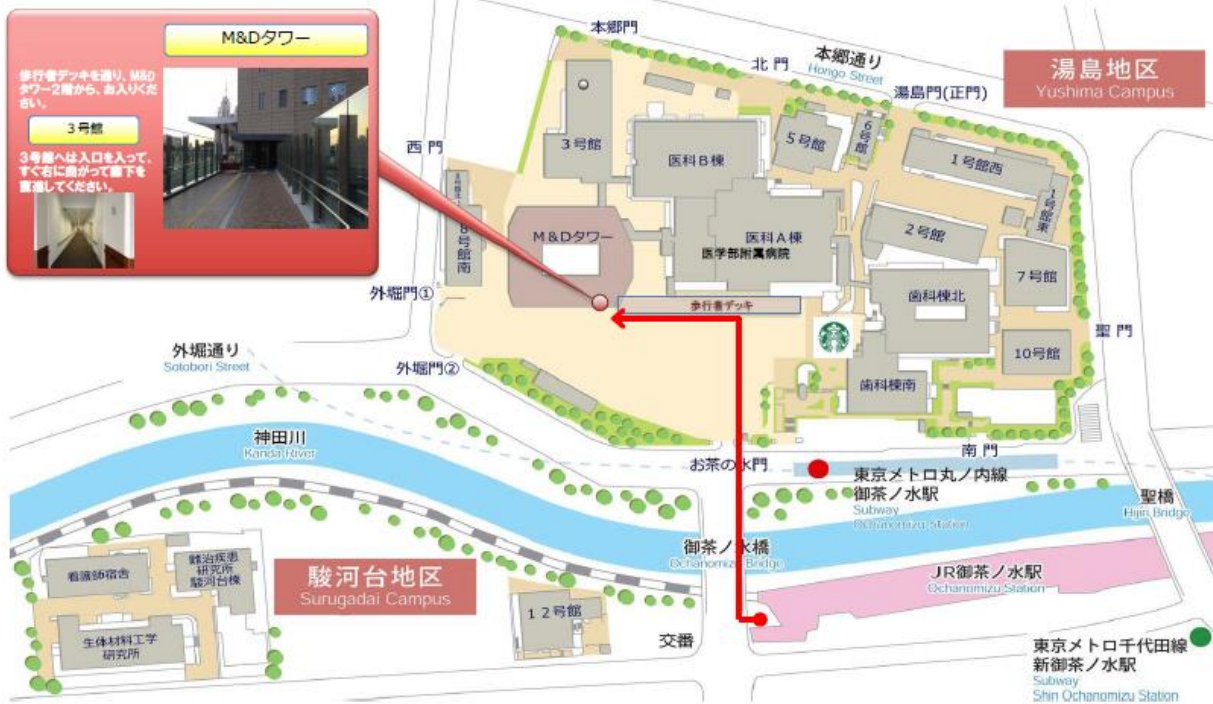 M&Dタワー
歩行者デッキを通り、M&D
タワー2階から、お入りくだ
さい。
3号館
3号館へは入口を入って、
すぐ右に曲がって廊下を
直進してください。
本郷門
本郷通り
Hongo Street
北門
湯島門(正門)
湯島地区
Yushima Campus
西門
3号館
医科B棟
5号館
6号館
1号館西
1号館東
8号館南
M&Dタワー
医科A棟
医学部附属病院
2号館
7号館
歯科棟北
外堀門①
歩行者デッキ
聖門
10号館
外堀通り
Sotobori Street
外堀門②
歯科棟南
神田川
Kanda River
お茶の水門
南門
東京メトロ丸ノ内線
御茶ノ水駅
Subway
Ochanomizu Station
聖橋
Hijiri Bridge
御茶ノ水橋
Ochanomizu Bridge
JR御茶ノ水駅
Ochanomizu Station
看護師宿舎
難治疾患
研究所
駿河台棟
駿河台地区
Surugadai Campus
12号館
生体材料工学
研究所
交番
東京メトロ千代田線
新御茶ノ水駅
Subway
Shin Ochanomizu Station